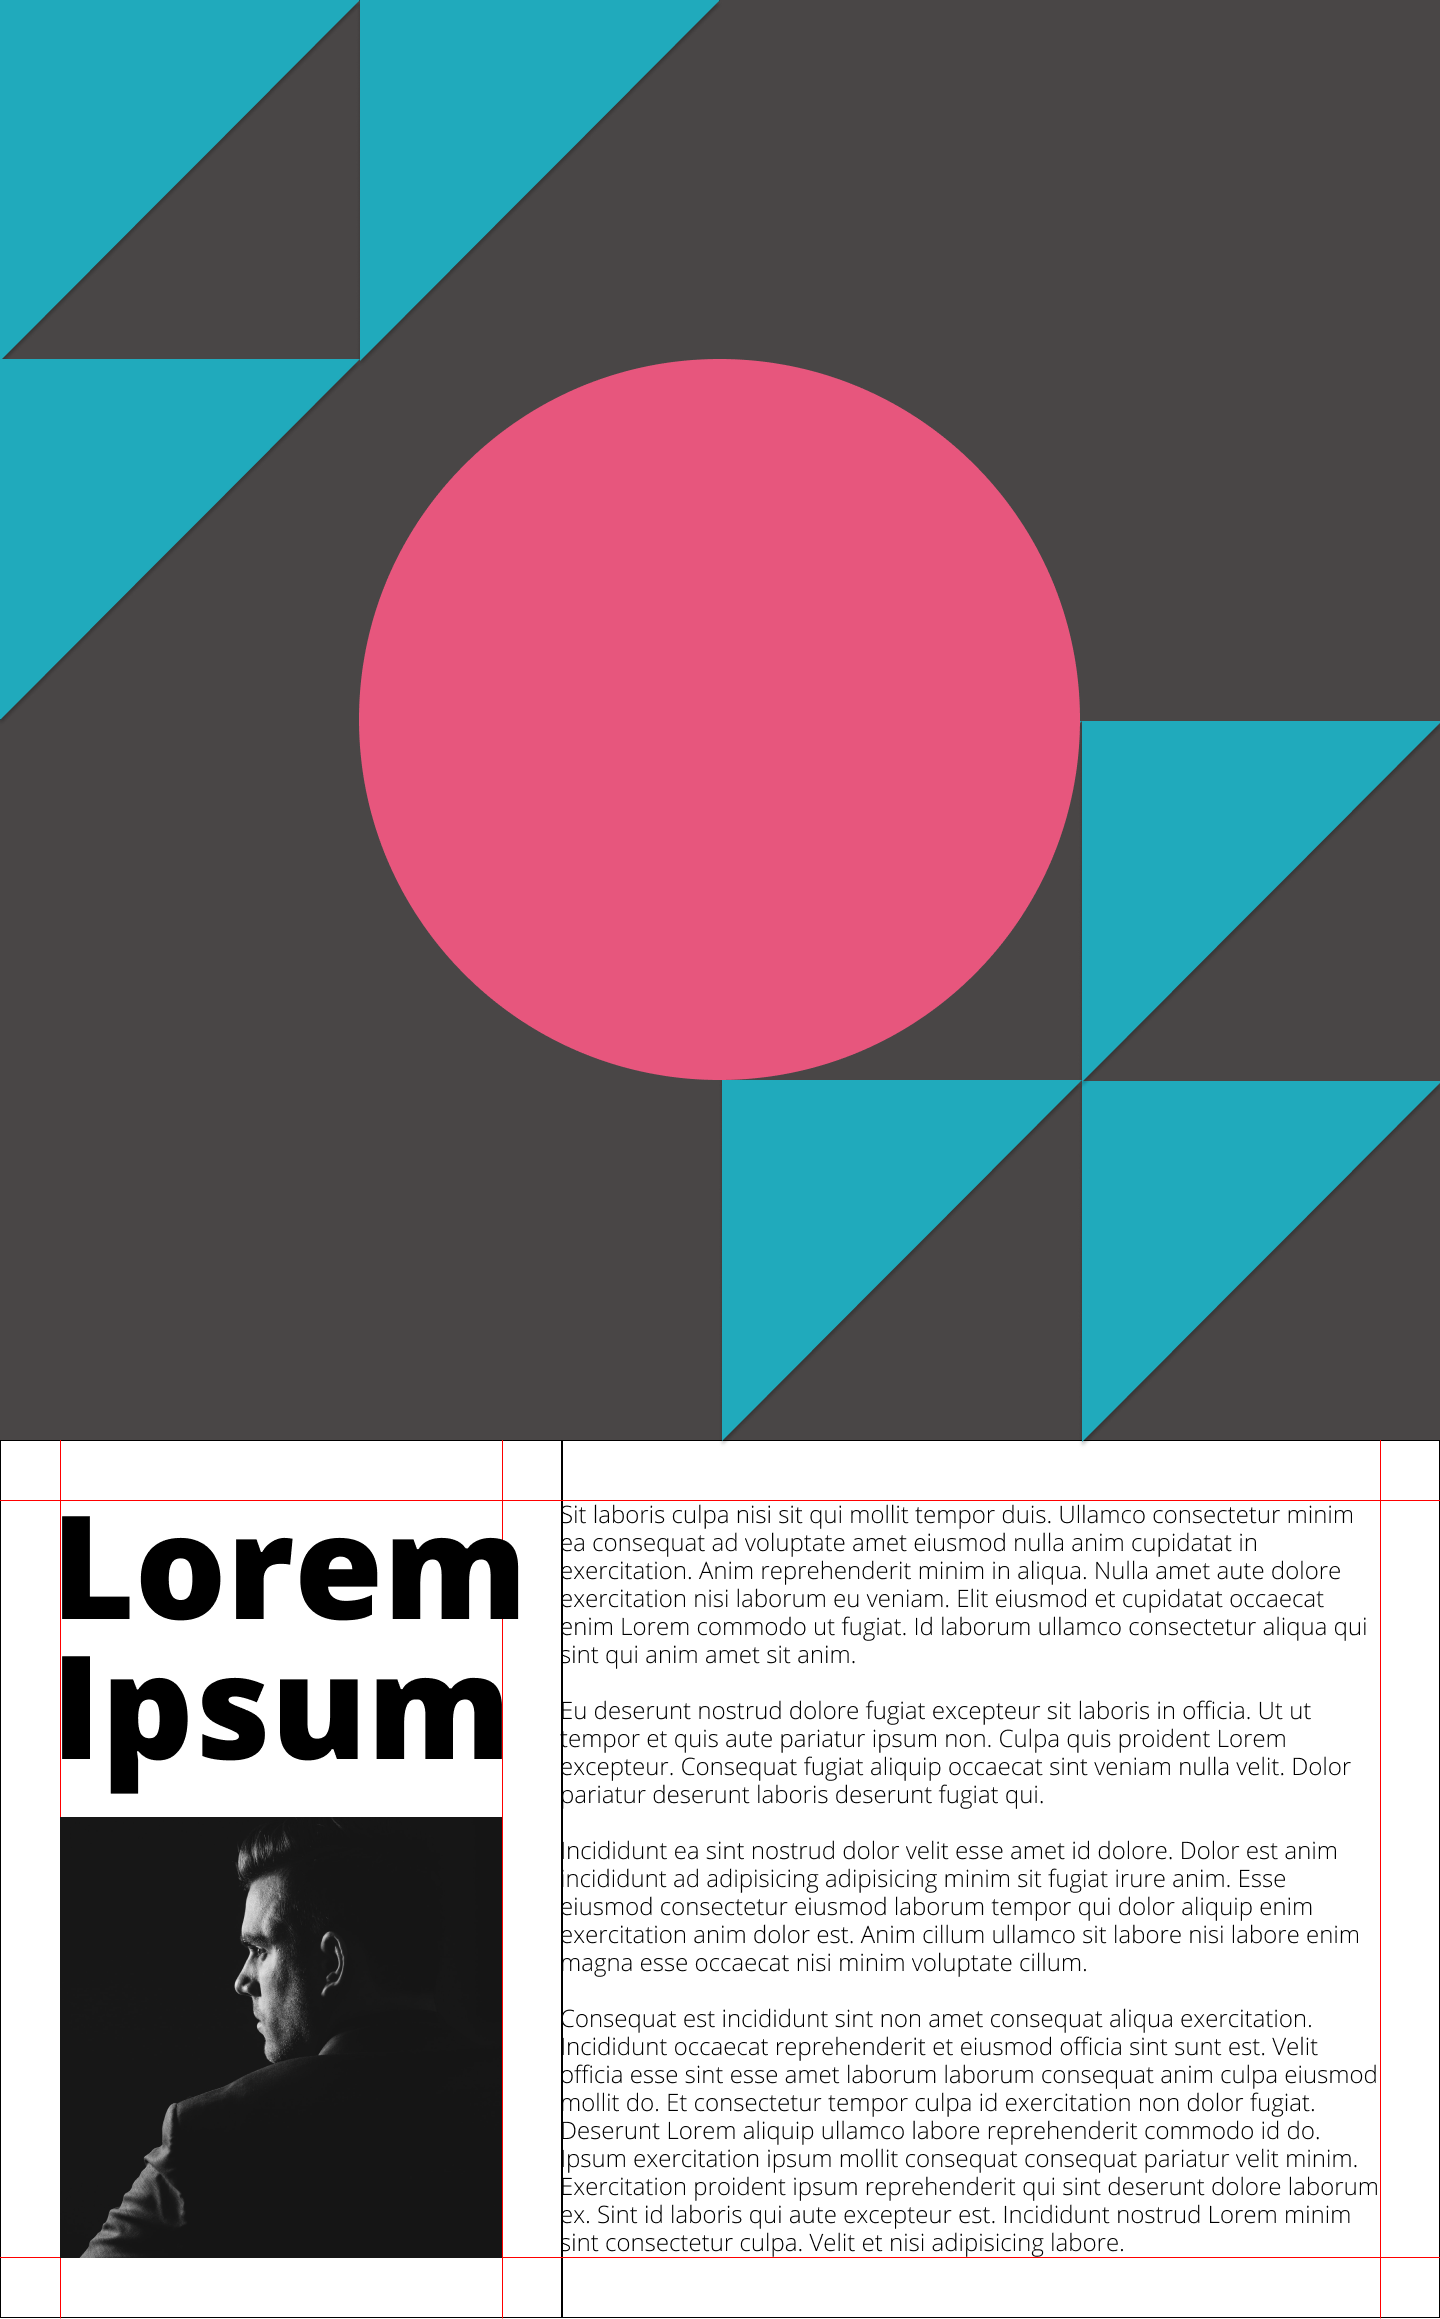 Lorem
Ipsum
Sit laboris culpa nisi sit qui mollit tempor duis. Ullamco consectetur minim
ea consequat ad voluptate amet eiusmod nulla anim cupidatat in
exercitation. Anim reprehenderit minim in aliqua. Nulla amet aute dolore
exercitation nisi laborum eu veniam. Elit eiusmod et cupidatat occaecat
enim Lorem commodo ut fugiat. Id laborum ullamco consectetur aliqua qui
sint qui anim amet sit anim.
Eu deserunt nostrud dolore fugiat excepteur sit laboris in officia. Ut ut
tempor et quis aute pariatur ipsum non. Culpa quis proident Lorem
excepteur. Consequat fugiat aliquip occaecat sint veniam nulla velit. Dolor
pariatur deserunt laboris deserunt fugiat qui.
Incididunt ea sint nostrud dolor velit esse amet id dolore. Dolor est anim
incididunt ad adipisicing adipisicing minim sit fugiat irure anim. Esse
eiusmod consectetur eiusmod laborum tempor qui dolor aliquip enim
exercitation anim dolor est. Anim cillum ullamco sit labore nisi labore enim
magna esse occaecat nisi minim voluptate cillum.
Consequat est incididunt sint non amet consequat aliqua exercitation.
Incididunt occaecat reprehenderit et eiusmod officia sint sunt est. Velit
officia esse sint esse amet laborum laborum consequat anim culpa eiusmod
mollit do. Et consectetur tempor culpa id exercitation non dolor fugiat.
Deserunt Lorem aliquip ullamco labore reprehenderit commodo id do.
Ipsum exercitation ipsum mollit consequat consequat pariatur velit minim.
Exercitation proident ipsum reprehenderit qui sint deserunt dolore laborum
ex. Sint id laboris qui aute excepteur est. Incididunt nostrud Lorem minim
sint consectetur culpa. Velit et nisi adipisicing labore.